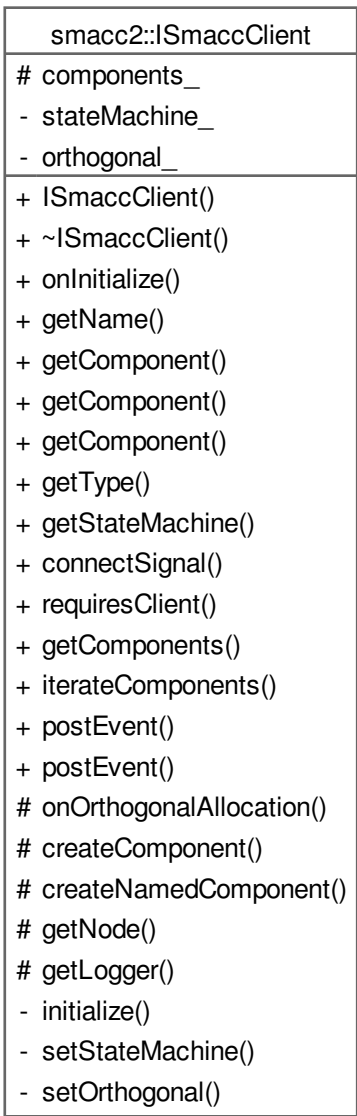 smacc2::ISmaccClient
# components_
- stateMachine_
- orthogonal_
+ ISmaccClient()
+ ~ISmaccClient()
+ onInitialize()
+ getName()
+ getComponent()
+ getComponent()
+ getComponent()
+ getType()
+ getStateMachine()
+ connectSignal()
+ requiresClient()
+ getComponents()
+ iterateComponents()
+ postEvent()
+ postEvent()
# onOrthogonalAllocation()
# createComponent()
# createNamedComponent()
# getNode()
# getLogger()
- initialize()
- setStateMachine()
- setOrthogonal()